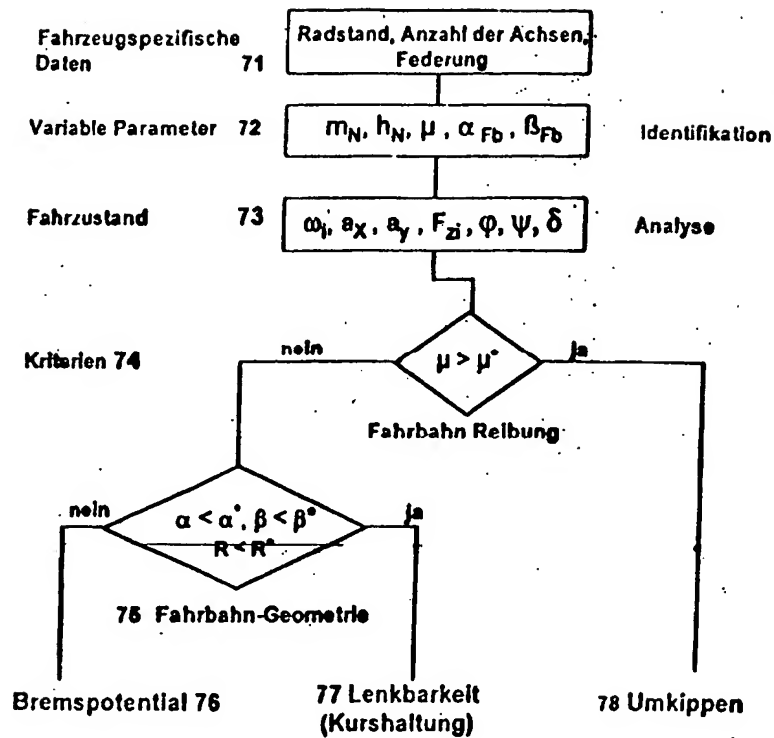 Fahrzeugspezifische
Daten 71
Radstand, Anzahl der Achsen,
Federung
Variable Parameter 72
m_N, h_N, μ, α_Fb, β_Fb
Identifikation
Fahrzustand 73
ω_i, a_X, a_y, F_zi, φ, ψ, δ
Analyse
Kriterien 74
nein
μ > μ*
ja
Fahrbahn Reibung
nein
α < α*, β < β*
R < R*
ja
75 Fahrbahn-Geometrie
Bremspotential 76
77 Lenkbarkeit
(Kurshaltung)
78 Umkippen